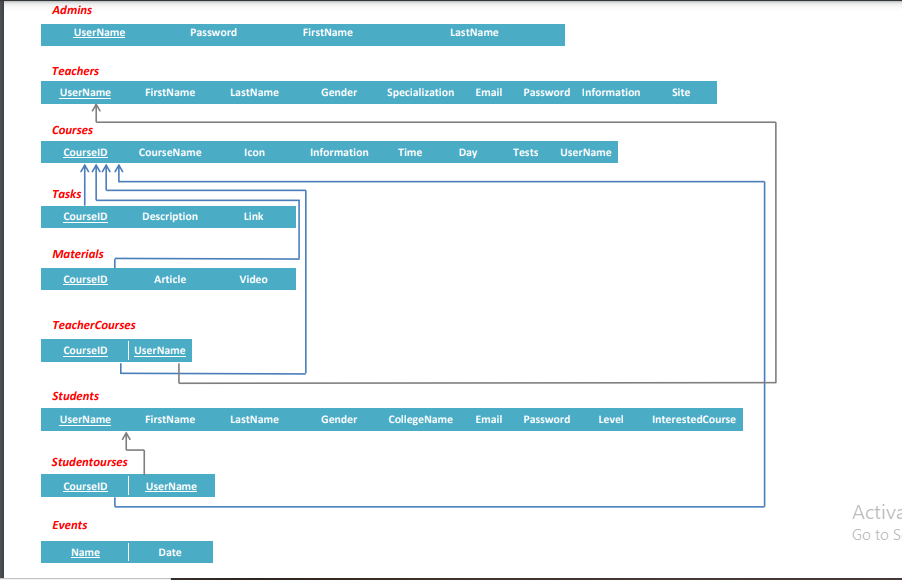 Admins
UserName Password FirstName LastName
Teachers
UserName FirstName LastName Gender Specialization Email Password Information Site
Courses
CourseID CourseName Icon Information Time Day Tests UserName
Tasks
CourseID Description Link
Materials
CourseID Article Video
TeacherCourses
CourseID UserName
Students
UserName FirstName LastName Gender CollegeName Email Password Level InterestedCourse
Studentourses
CourseID UserName
Activa
Go to S
Events
Name Date